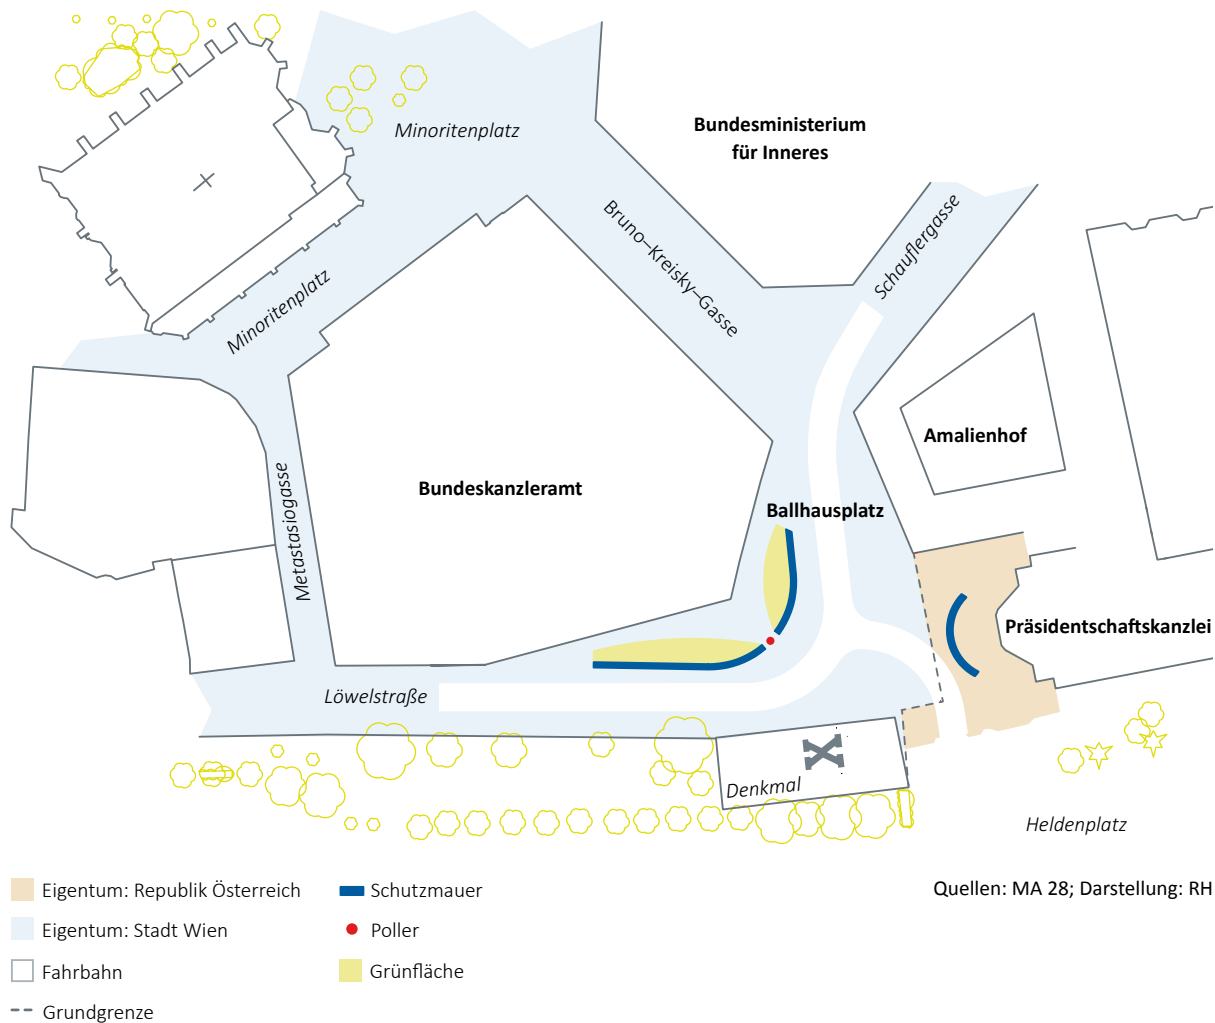 Minoritenplatz
Bundesministerium
für Inneres
Bruno–Kreisky–Gasse
Schauflergasse
Minoritenplatz
Amalienhof
Metastasiogasse
Bundeskanzleramt
Ballhausplatz
Präsidentschaftskanzlei
Löwelstraße
Denkmal
Heldenplatz
Eigentum: Republik Österreich
Schutzmauer
Quellen: MA 28; Darstellung: RH
Eigentum: Stadt Wien
Poller
Fahrbahn
Grünfläche
Grundgrenze